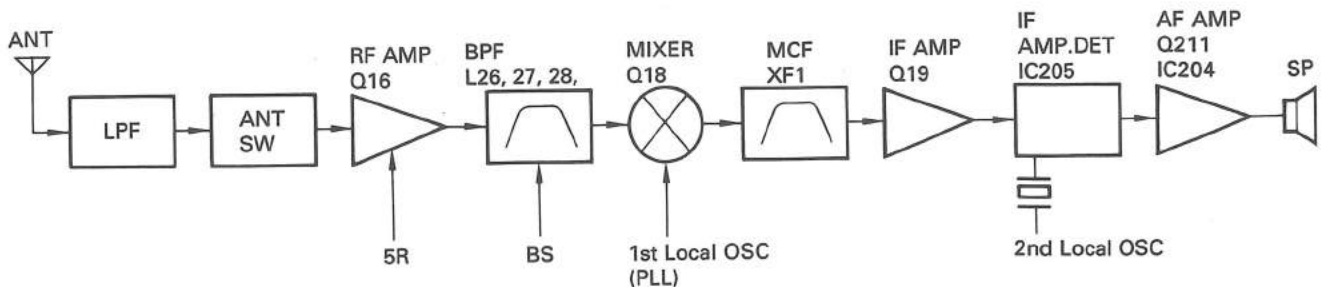 ANT
LPF
ANT
SW
RF AMP
Q16
5R
BPF
L26, 27, 28,
BS
MIXER
Q18
1st Local OSC
(PLL)
MCF
XF1
IF AMP
Q19
IF
AMP.DET
IC205
2nd Local OSC
AF AMP
Q211
IC204
SP